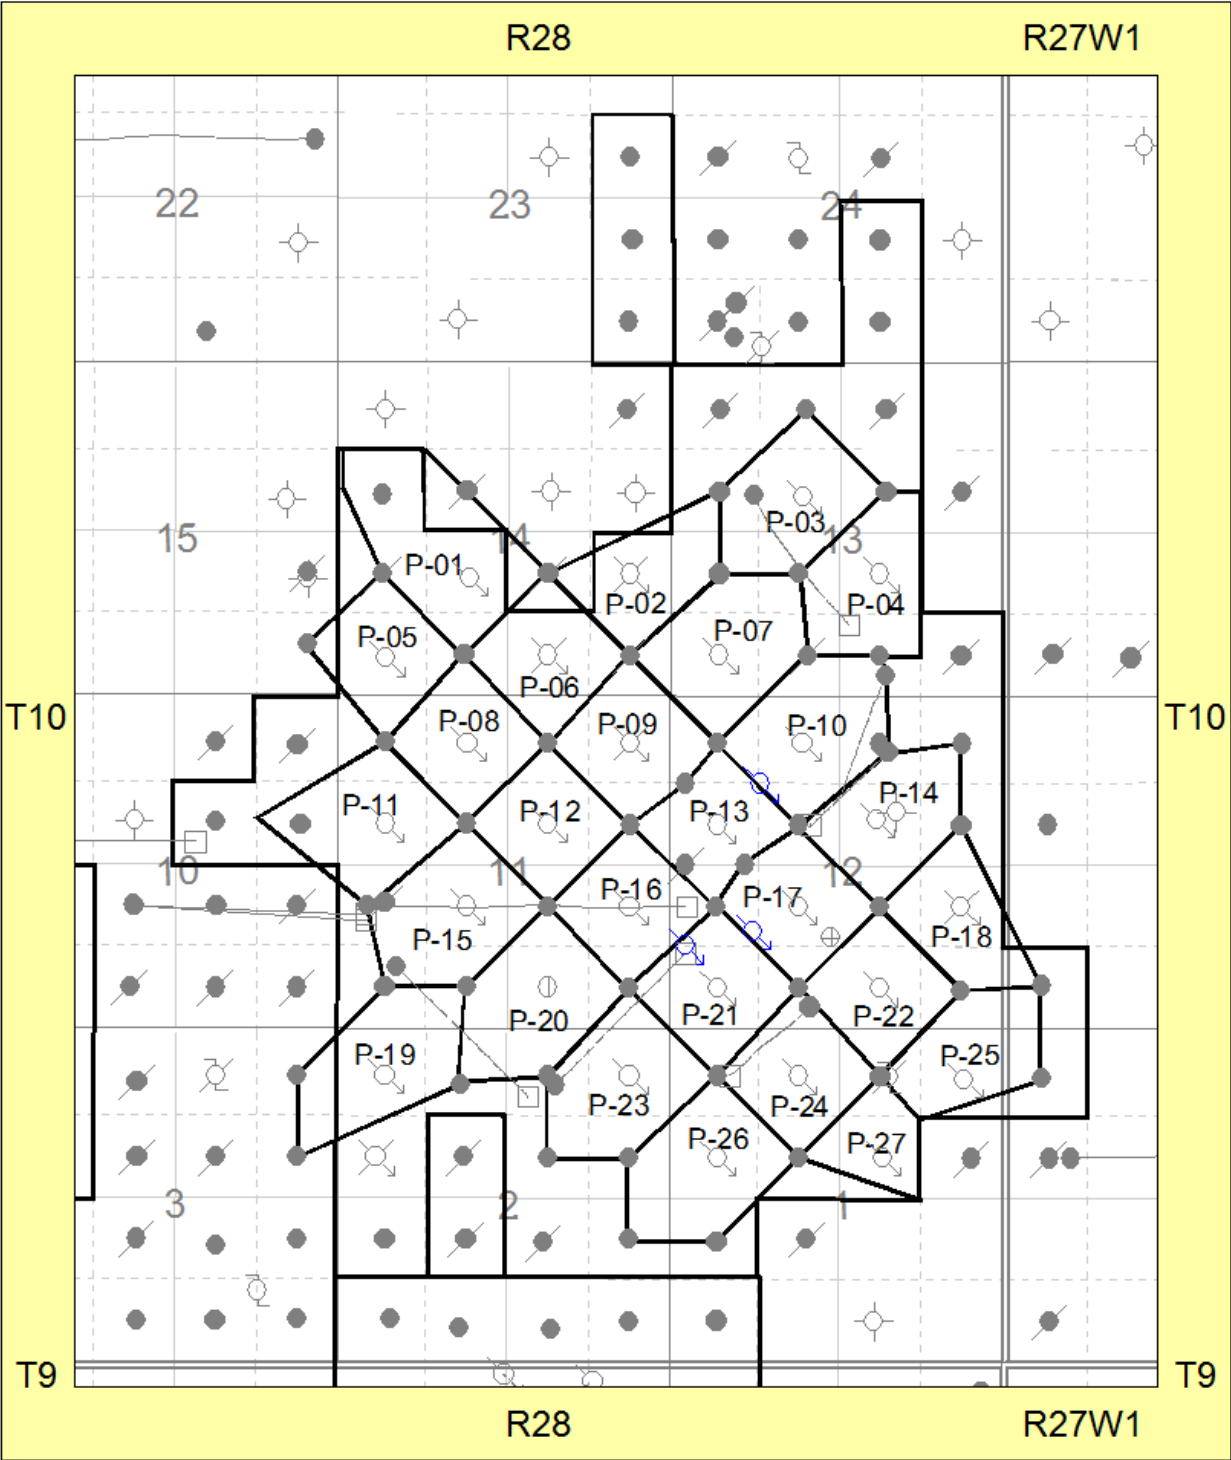 R28 R27W1
22 23 24
15 14 13
P-03
P-01
P-02 P-04
P-05 P-07
P-06
T10 P-08 P-09 P-10 T10
P-11 P-12 P-13 P-14
10 11 12
P-16 P-17
P-15 P-18
P-20 P-21 P-22
P-19 P-25
P-23 P-24
P-26 P-27
3 2 1
T9 T9
R28 R27W1